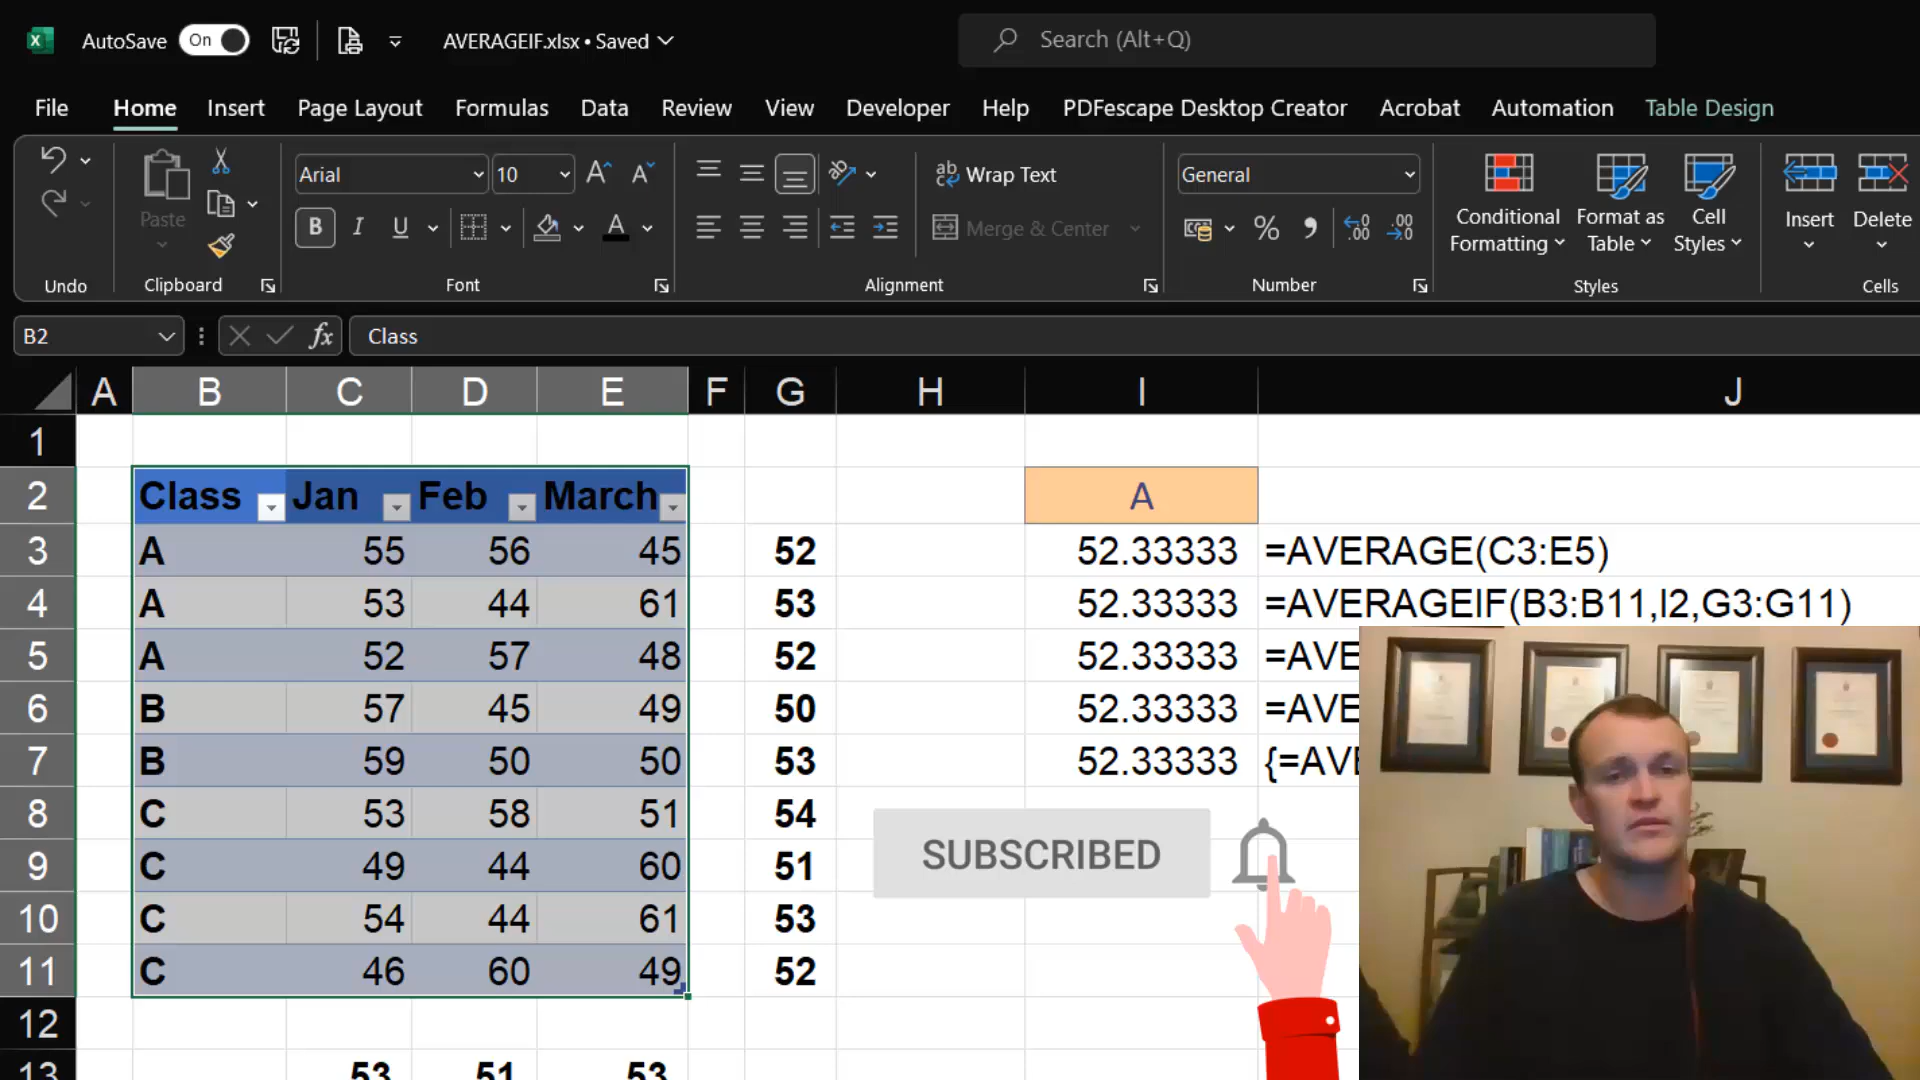 AutoSave On AVERAGEIF.xlsx • Saved Search (Alt+Q)
File Home Insert Page Layout Formulas Data Review View Developer Help PDFescape Desktop Creator Acrobat Automation Table Design
Arial 10 Wrap Text General
Paste B I U A Merge & Center % Conditional Formatting Format as Table Cell Styles Insert Delete
Undo Clipboard Font Alignment Number Styles Cells
B2 fx Class
A B C D E F G H I J
1
2 Class Jan Feb March A
3 A 55 56 45 52 52.33333 =AVERAGE(C3:E5)
4 A 53 44 61 53 52.33333 =AVERAGEIF(B3:B11,I2,G3:G11)
5 A 52 57 48 52 52.33333 =AVE
6 B 57 45 49 50 52.33333 =AVE
7 B 59 50 50 53 52.33333 {=AVE
8 C 53 58 51 54
SUBSCRIBED
9 C 49 44 60 51
10 C 54 44 61 53
11 C 46 60 49 52
12
13 53 51 53